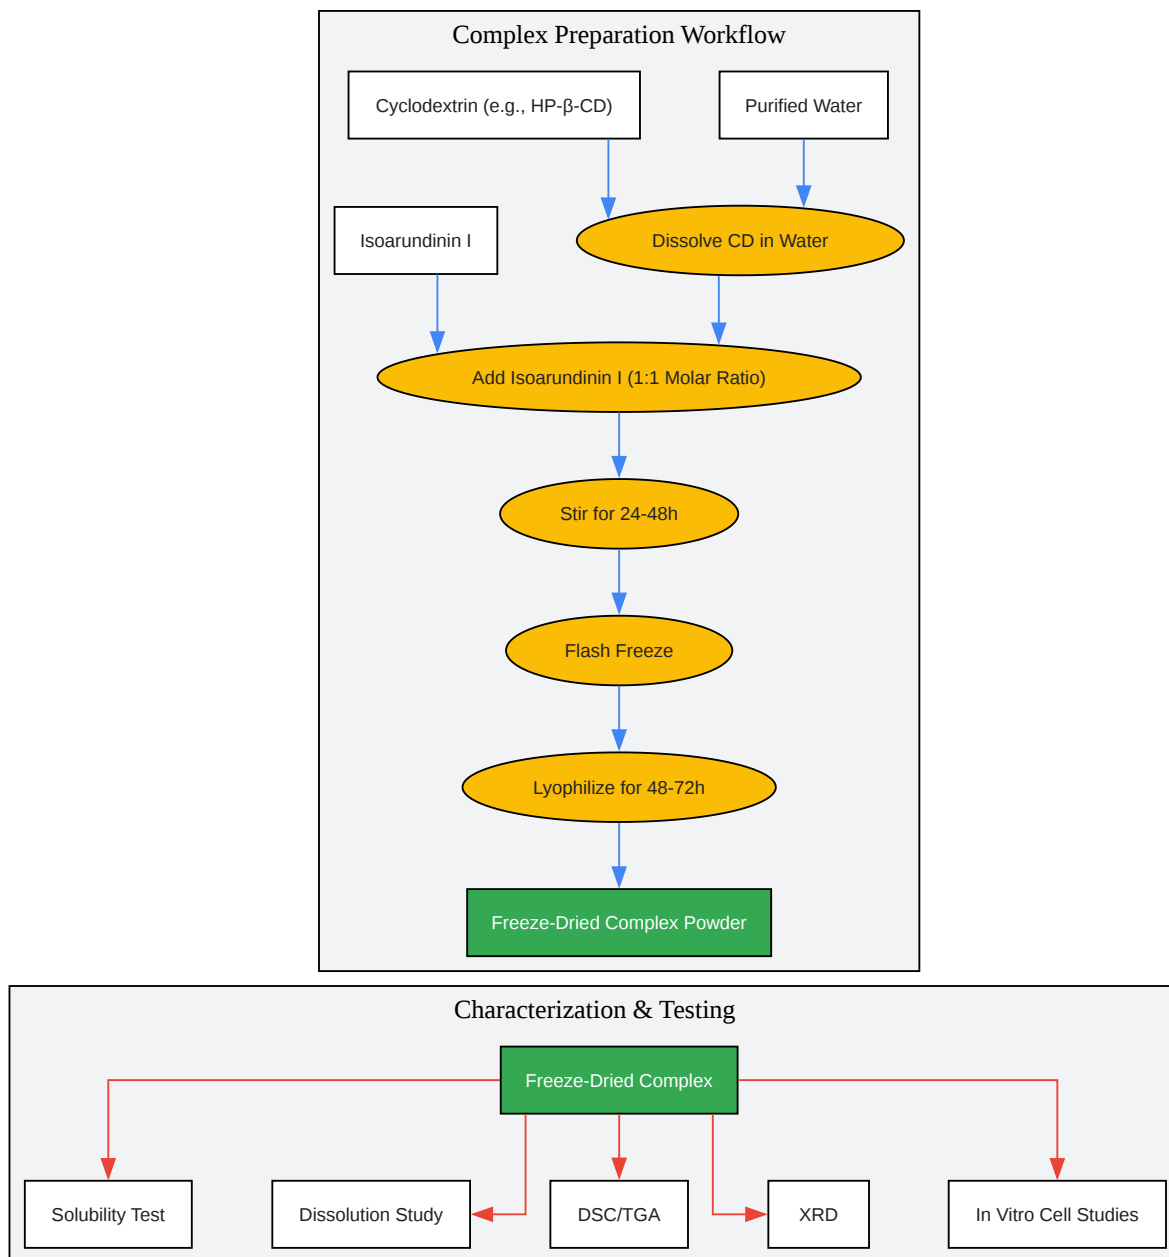 Complex Preparation Workflow
Cyclodextrin (e.g., HP-β-CD)
Purified Water
Isoarundinin I
Dissolve CD in Water
Add Isoarundinin I (1:1 Molar Ratio)
Stir for 24-48h
Flash Freeze
Lyophilize for 48-72h
Freeze-Dried Complex Powder
Characterization & Testing
Freeze-Dried Complex
Solubility Test
Dissolution Study
DSC/TGA
XRD
In Vitro Cell Studies